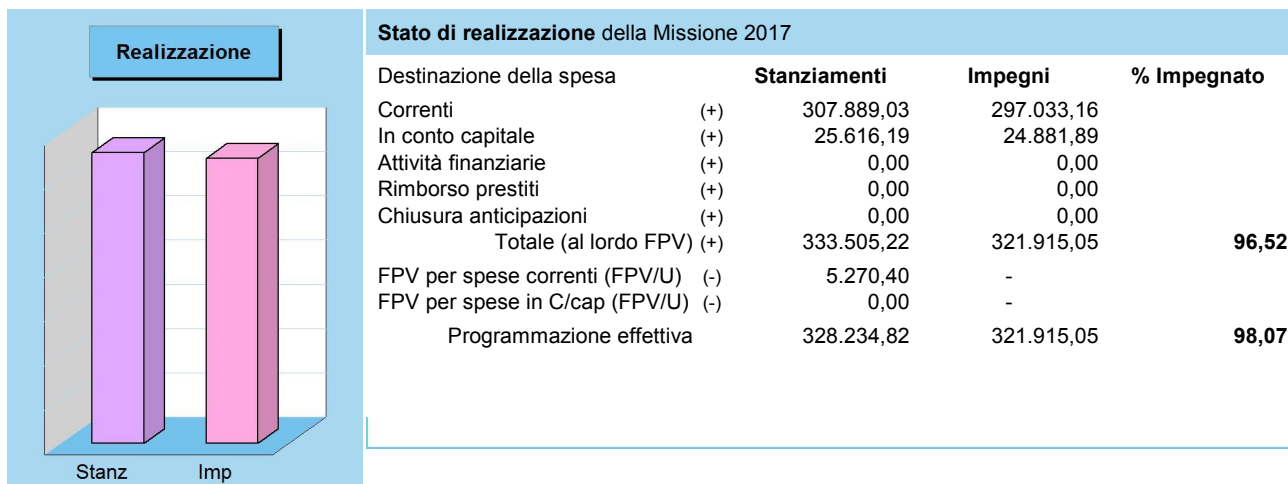 Realizzazione
Stanz Imp
Stato di realizzazione della Missione 2017
Destinazione della spesa Stanziamenti Impegni % Impegnato
Correnti (+) 307.889,03 297.033,16
In conto capitale (+) 25.616,19 24.881,89
Attività finanziarie (+) 0,00 0,00
Rimborso prestiti (+) 0,00 0,00
Chiusura anticipazioni (+) 0,00 0,00
Totale (al lordo FPV) (+) 333.505,22 321.915,05 96,52
FPV per spese correnti (FPV/U) (-) 5.270,40 -
FPV per spese in C/cap (FPV/U) (-) 0,00 -
Programmazione effettiva 328.234,82 321.915,05 98,07